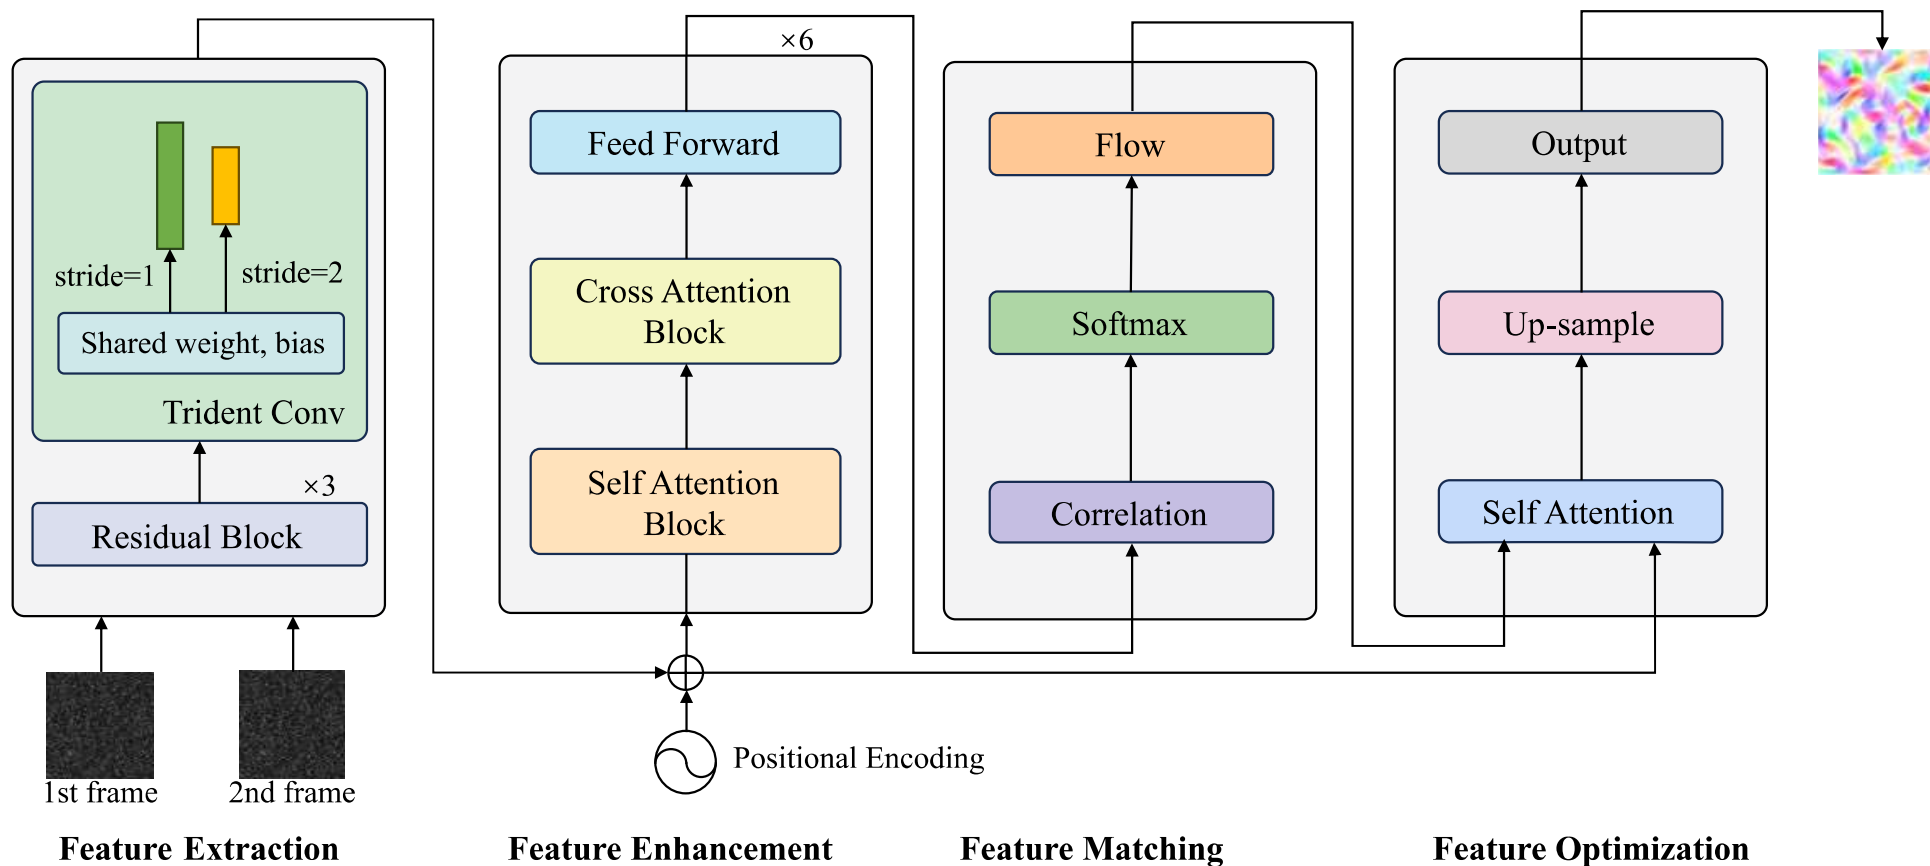 stride=1
stride=2
Shared weight, bias
Trident Conv
×3
Residual Block
1st frame
2nd frame
Feature Extraction
×6
Feed Forward
Cross Attention
Block
Self Attention
Block
Positional Encoding
Feature Enhancement
Flow
Softmax
Correlation
Feature Matching
Output
Up-sample
Self Attention
Feature Optimization